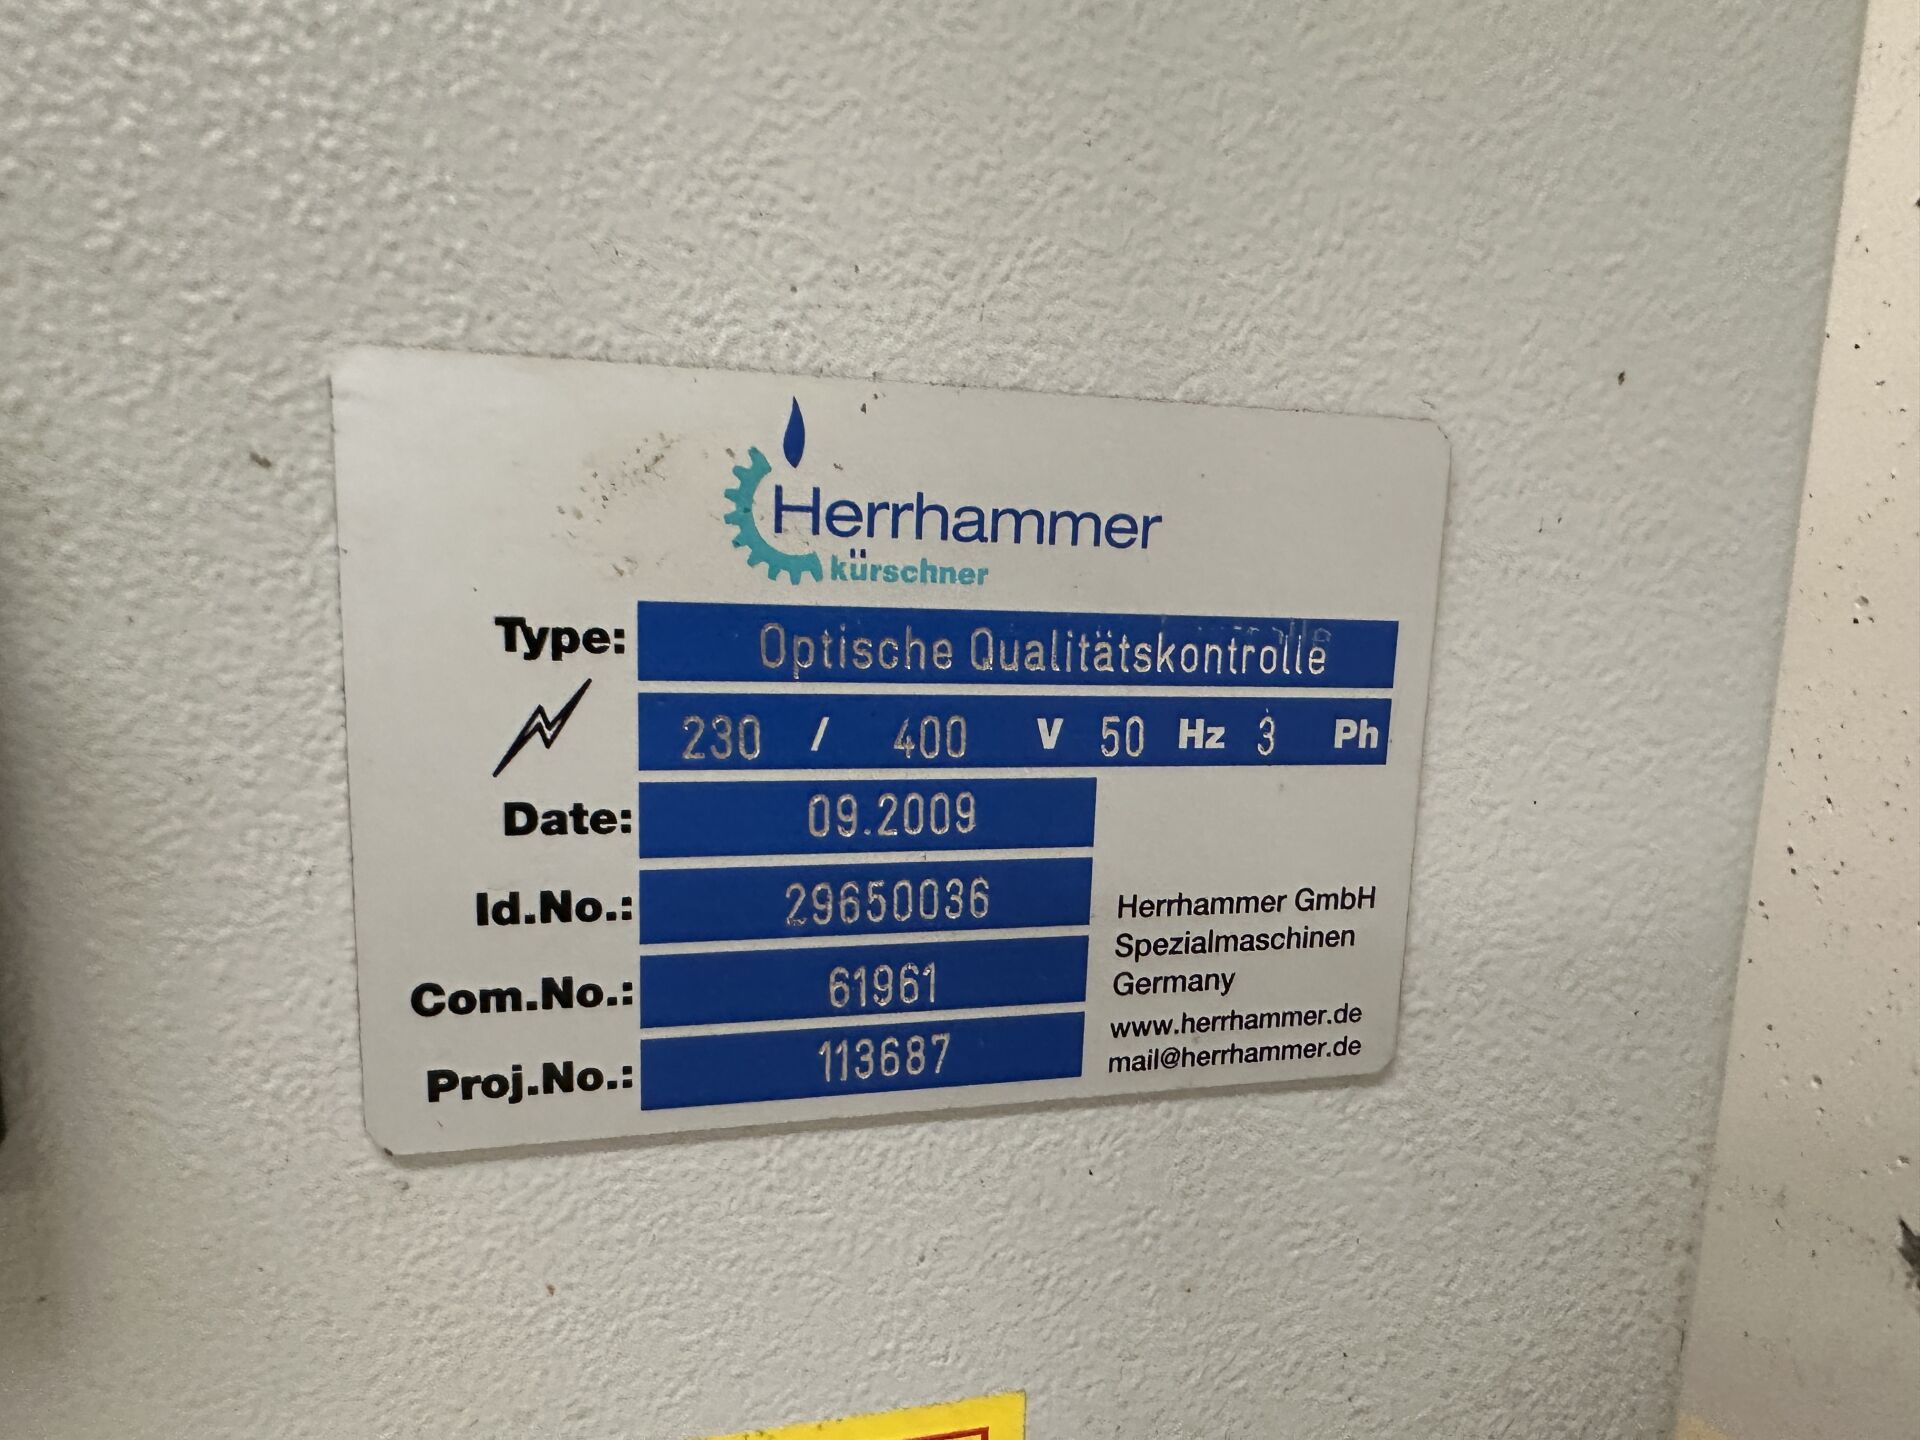 Herrhammer
kürschner
Type: Optische Qualitätskontrolle
230 / 400 V 50 Hz 3 Ph
Date: 09.2009
Id.No.: 29650036
Com.No.: 61961
Proj.No.: 113687
Herrhammer GmbH
Spezialmaschinen
Germany
www.herrhammer.de
mail@herrhammer.de